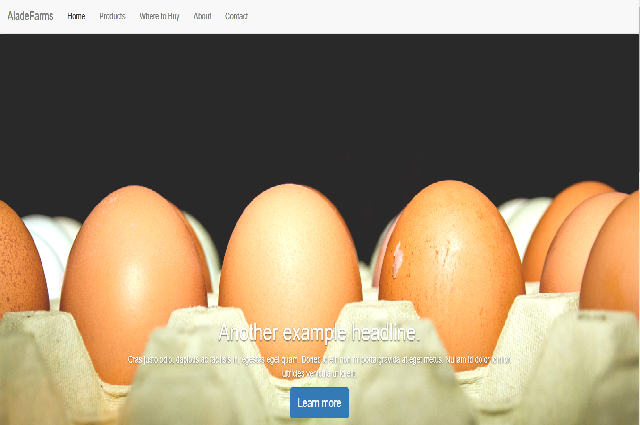 AladeFarms Home Products Where to Buy About Contact
Another example headline.
Cras justo odio, dapibus ac facilisis in, egestas eget quam. Donec id elit non mi porta gravida at eget metus. Nullam id dolor id nibh
ultricies vehicula ut id elit.
Learn more